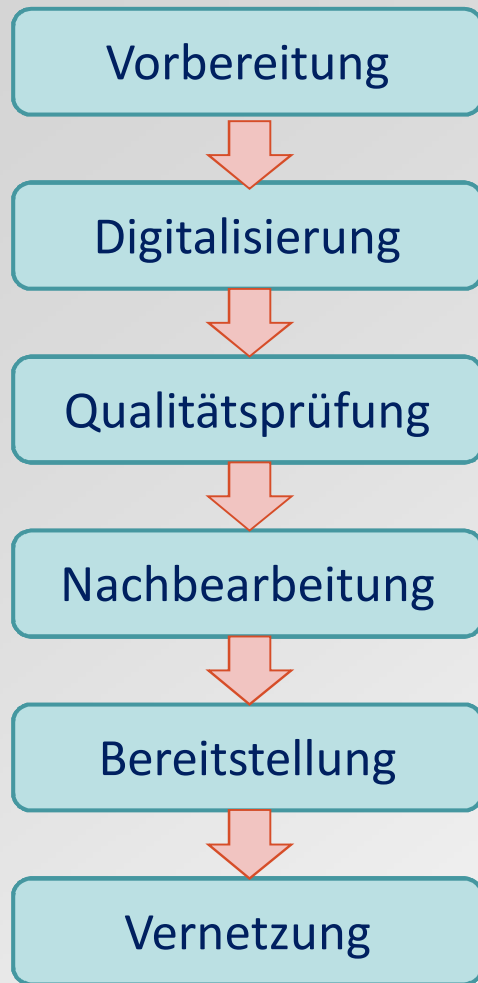 Vorbereitung
Digitalisierung
Qualitätsprüfung
Nachbearbeitung
Bereitstellung
Vernetzung